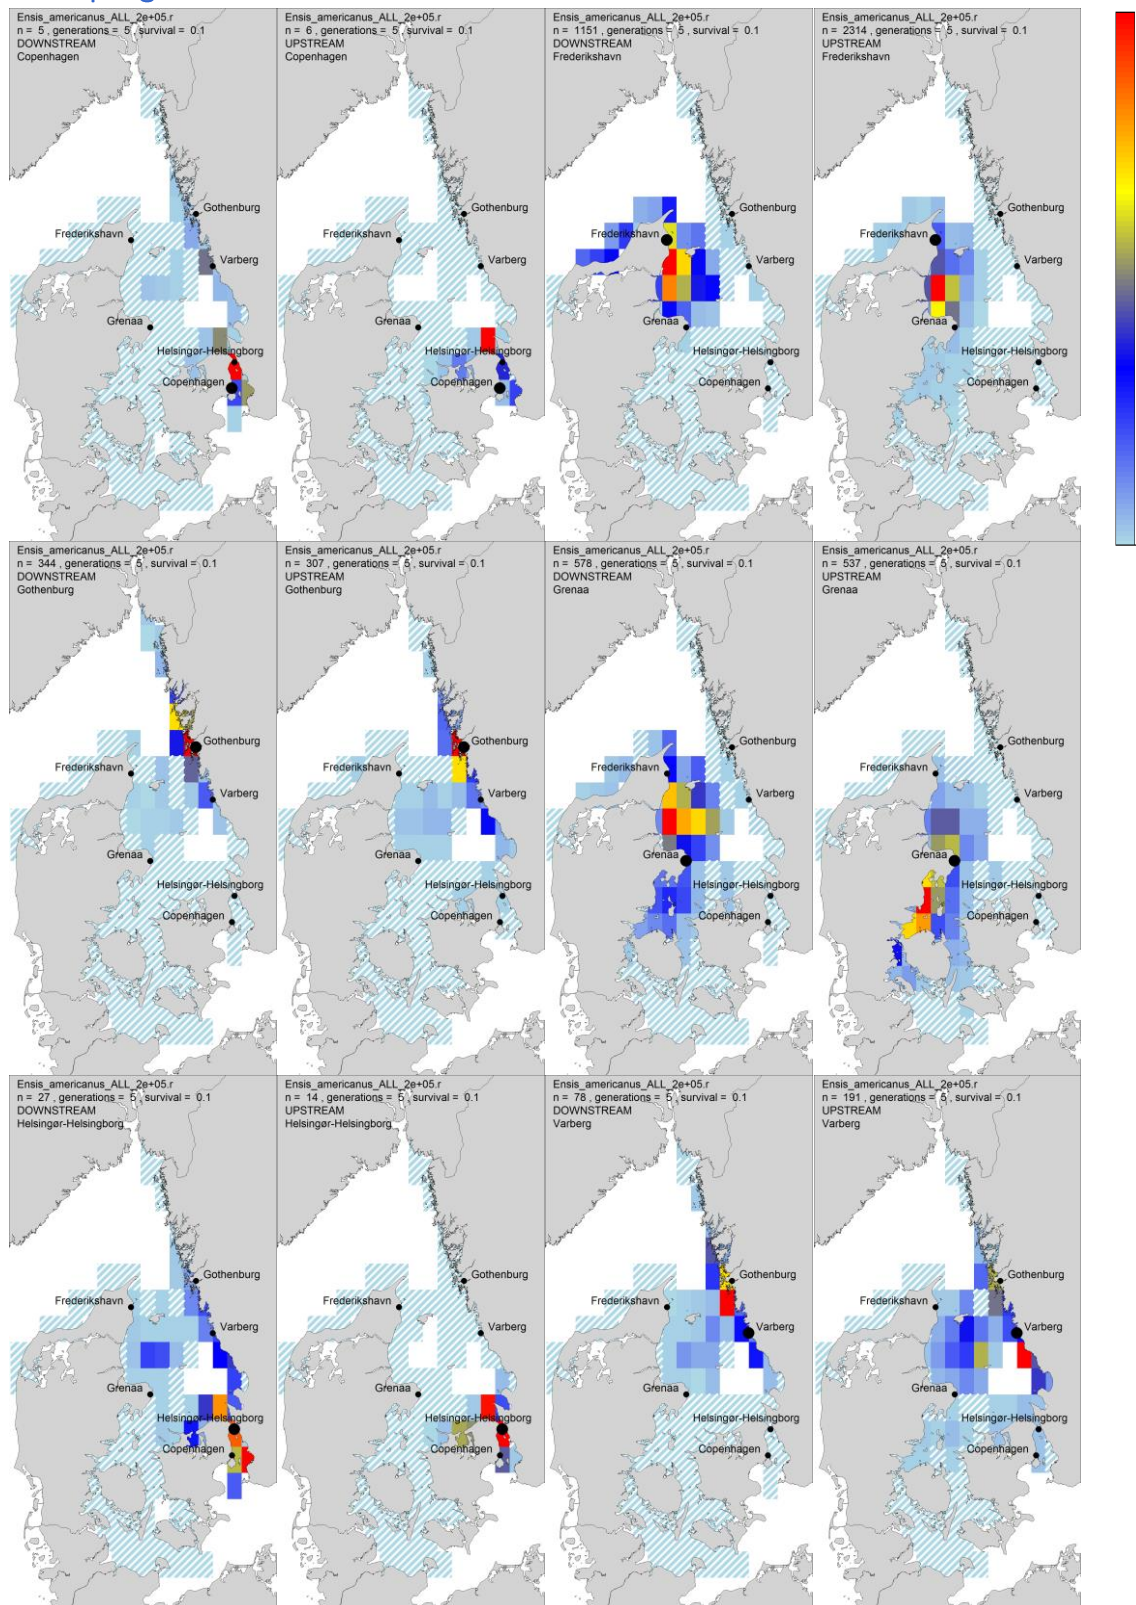 Ensis_americanus_ALL_2e+05.r
n = 5 , generations = 5 , survival = 0.1
DOWNSTREAM
Copenhagen
Gothenburg
Frederikshavn
Varberg
Grenaa
Helsingør-Helsingborg
Copenhagen
Ensis_americanus_ALL_2e+05.r
n = 6 , generations = 5 , survival = 0.1
UPSTREAM
Copenhagen
Gothenburg
Frederikshavn
Varberg
Grenaa
Helsingør-Helsingborg
Copenhagen
Ensis_americanus_ALL_2e+05.r
n = 1151 , generations = 5 , survival = 0.1
DOWNSTREAM
Frederikshavn
Gothenburg
Frederikshavn
Varberg
Grenaa
Helsingør-Helsingborg
Copenhagen
Ensis_americanus_ALL_2e+05.r
n = 2314 , generations = 5 , survival = 0.1
UPSTREAM
Frederikshavn
Gothenburg
Frederikshavn
Varberg
Grenaa
Helsingør-Helsingborg
Copenhagen
Ensis_americanus_ALL_2e+05.r
n = 344 , generations = 5 , survival = 0.1
DOWNSTREAM
Gothenburg
Gothenburg
Frederikshavn
Varberg
Grenaa
Helsingør-Helsingborg
Copenhagen
Ensis_americanus_ALL_2e+05.r
n = 307 , generations = 5 , survival = 0.1
UPSTREAM
Gothenburg
Gothenburg
Frederikshavn
Varberg
Grenaa
Helsingør-Helsingborg
Copenhagen
Ensis_americanus_ALL_2e+05.r
n = 578 , generations = 5 , survival = 0.1
DOWNSTREAM
Grenaa
Gothenburg
Frederikshavn
Varberg
Grenaa
Helsingør-Helsingborg
Copenhagen
Ensis_americanus_ALL_2e+05.r
n = 537 , generations = 5 , survival = 0.1
UPSTREAM
Grenaa
Gothenburg
Frederikshavn
Varberg
Grenaa
Helsingør-Helsingborg
Copenhagen
Ensis_americanus_ALL_2e+05.r
n = 27 , generations = 5 , survival = 0.1
DOWNSTREAM
Helsingør-Helsingborg
Gothenburg
Frederikshavn
Varberg
Grenaa
Helsingør-Helsingborg
Copenhagen
Ensis_americanus_ALL_2e+05.r
n = 14 , generations = 5 , survival = 0.1
UPSTREAM
Helsingør-Helsingborg
Gothenburg
Frederikshavn
Varberg
Grenaa
Helsingør-Helsingborg
Copenhagen
Ensis_americanus_ALL_2e+05.r
n = 78 , generations = 5 , survival = 0.1
DOWNSTREAM
Varberg
Gothenburg
Frederikshavn
Varberg
Grenaa
Helsingør-Helsingborg
Copenhagen
Ensis_americanus_ALL_2e+05.r
n = 191 , generations = 5 , survival = 0.1
UPSTREAM
Varberg
Gothenburg
Frederikshavn
Varberg
Grenaa
Helsingør-Helsingborg
Copenhagen